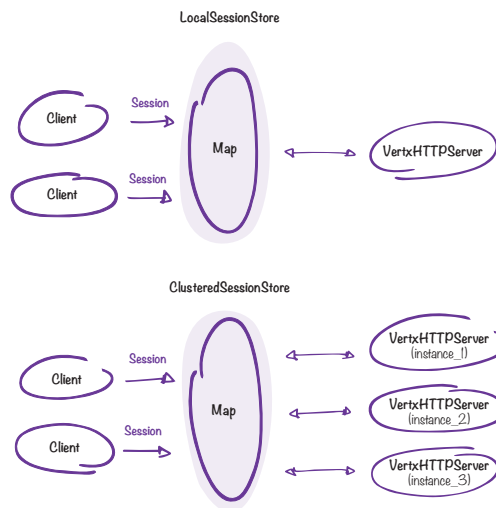 LocalSessionStore
Client
Session
Map
VertxHTTPServer
Client
Session
ClusteredSessionStore
Client
Session
Map
VertxHTTPServer
(instance_1)
VertxHTTPServer
(instance_2)
Client
Session
VertxHTTPServer
(instance_3)